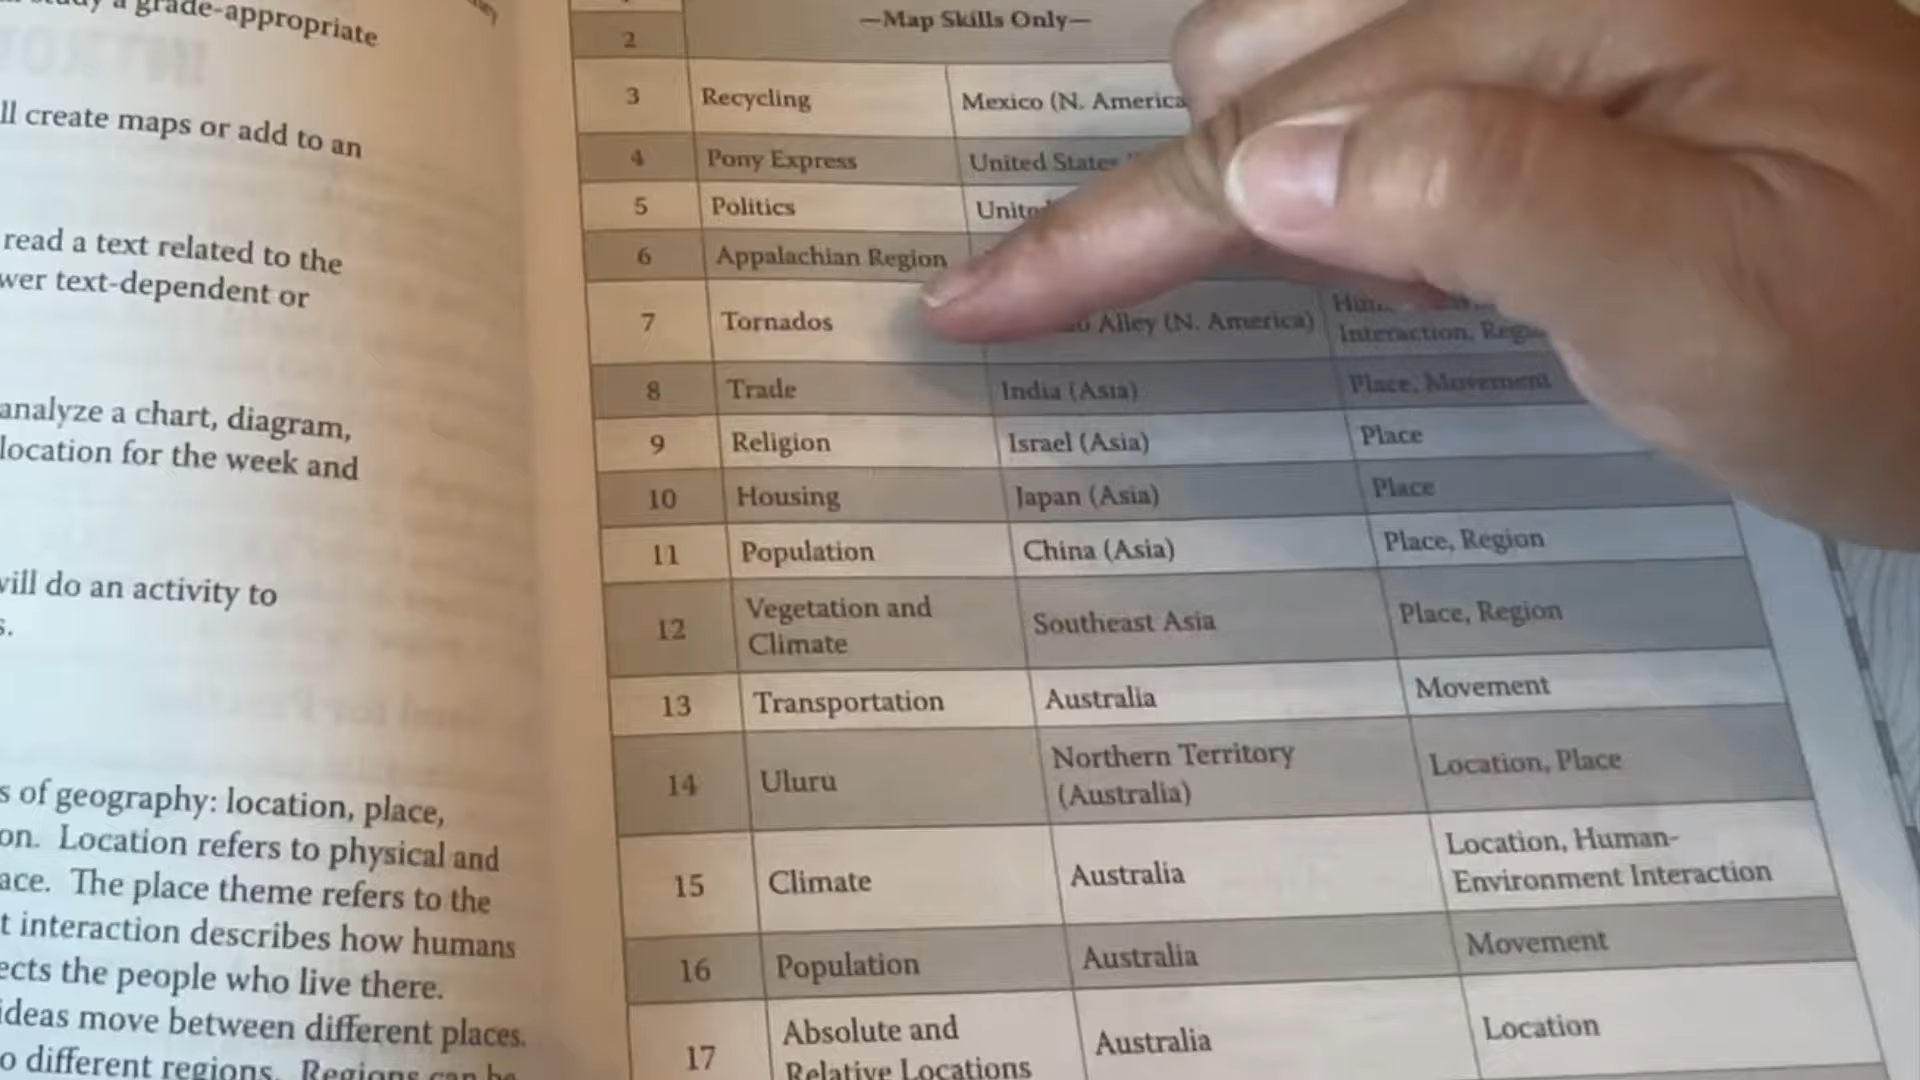 a grade-appropriate
ll create maps or add to an
read a text related to the
wer text-dependent or
analyze a chart, diagram,
location for the week and
will do an activity to
s.
s of geography: location, place,
on. Location refers to physical and
ace. The place theme refers to the
t interaction describes how humans
ects the people who live there.
ideas move between different places.
o different regions. Regions can be
—Map Skills Only—
2
3 Recycling Mexico (N. America
4 Pony Express United States
5 Politics
6 Appalachian Region
7 Tornados Alley (N. America)
Interaction,
8 Trade India (Asia) Place, Movement
9 Religion Israel (Asia) Place
10 Housing Japan (Asia) Place
11 Population China (Asia) Place, Region
12 Vegetation and
Climate Southeast Asia Place, Region
13 Transportation Australia Movement
14 Uluru Northern Territory
(Australia) Location, Place
15 Climate Australia Location, Human-
Environment Interaction
16 Population Australia Movement
17 Absolute and
Relative Locations Australia Location